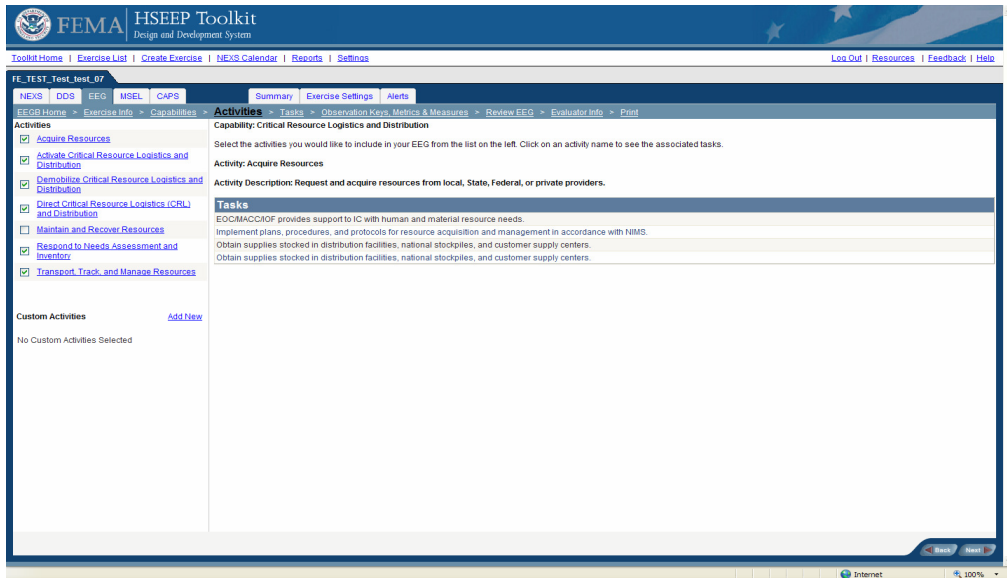 FEMA
HSEEP Toolkit
Design and Development System
Toolkit Home | Exercise List | Create Exercise | NEXS Calendar | Reports | Settings
Log Out | Resources | Feedback | Help
FE_TEST_Test_test_07
NEXS DDS EEG MSEL CAPS Summary Exercise Settings Alerts
EEGB Home > Exercise Info > Capabilities > Activities > Tasks > Observation Keys, Metrics & Measures > Review EEG > Evaluator Info > Print
Activities
Acquire Resources
Activate Critical Resource Logistics and
Distribution
Demobilize Critical Resource Logistics and
Distribution
Direct Critical Resource Logistics (CRL)
and Distribution
Maintain and Recover Resources
Respond to Needs Assessment and
Inventory
Transport, Track, and Manage Resources
Custom Activities Add New
No Custom Activities Selected
Capability: Critical Resource Logistics and Distribution
Select the activities you would like to include in your EEG from the list on the left. Click on an activity name to see the associated tasks.
Activity: Acquire Resources
Activity Description: Request and acquire resources from local, State, Federal, or private providers.
Tasks
EOC/MACC/IOF provides support to IC with human and material resource needs.
Implement plans, procedures, and protocols for resource acquisition and management in accordance with NIMS.
Obtain supplies stocked in distribution facilities, national stockpiles, and customer supply centers.
Obtain supplies stocked in distribution facilities, national stockpiles, and customer supply centers.
Back Next
Internet 100%